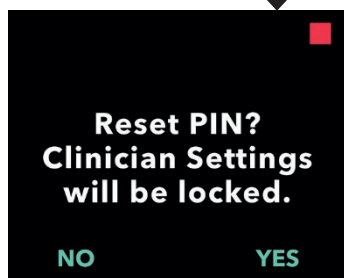 Reset PIN?
Clinician Settings
will be locked.
NO YES